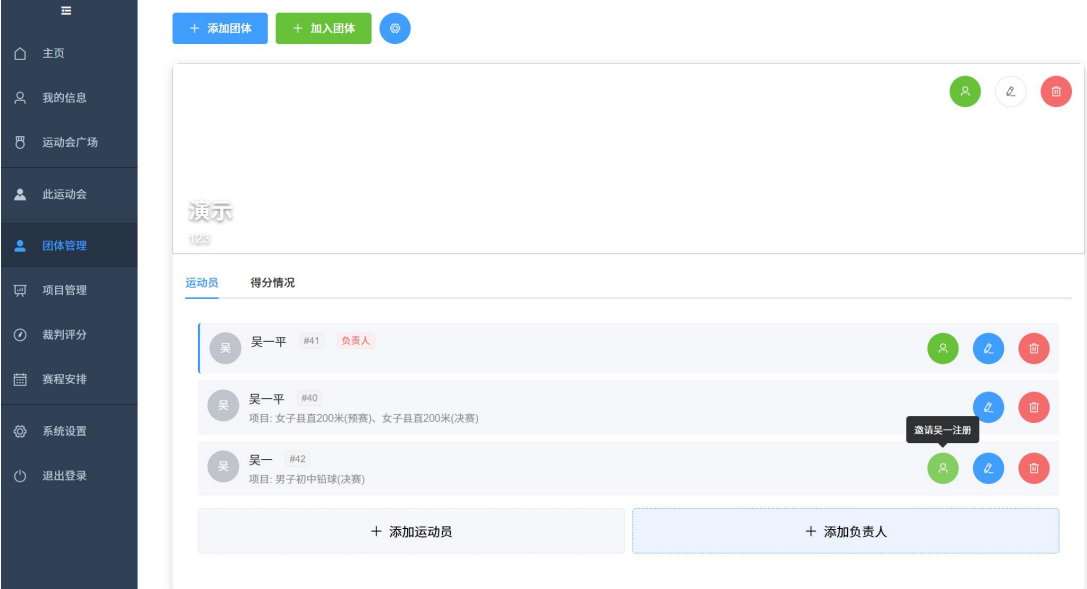 主页
我的信息
运动会广场
此运动会
团体管理
项目管理
裁判评分
赛程安排
系统设置
退出登录
+ 添加团体
+ 加入团体
演示
123
运动员
得分情况
吴
吴一平 #41 负责人
吴
吴一平 #40
项目: 女子县直200米(预赛)、女子县直200米(决赛)
邀请吴一注册
吴
吴一 #42
项目: 男子初中铅球(决赛)
+ 添加运动员
+ 添加负责人